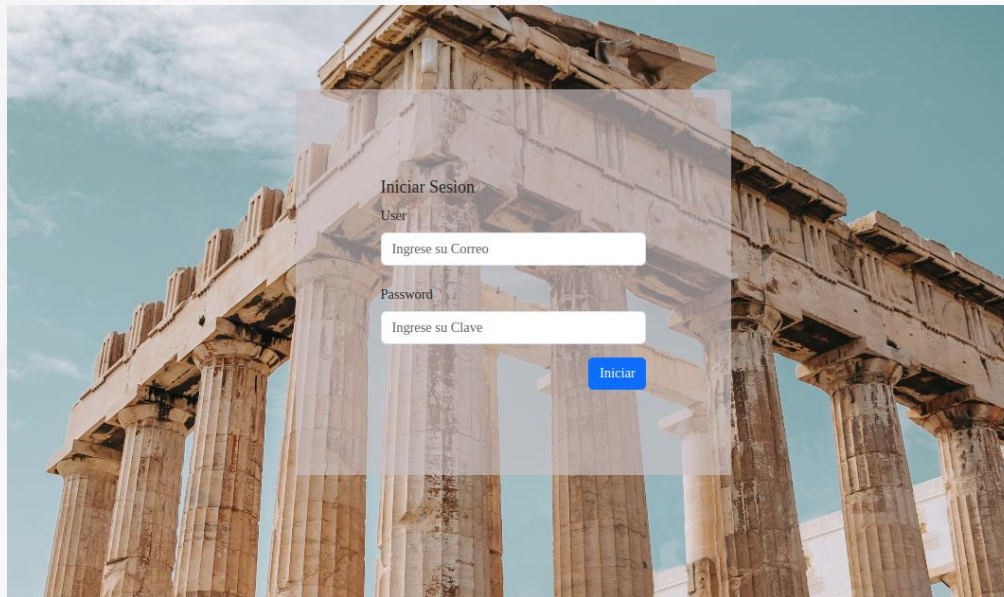 Iniciar Sesion
User
Ingrese su Correo
Password
Ingrese su Clave
Iniciar